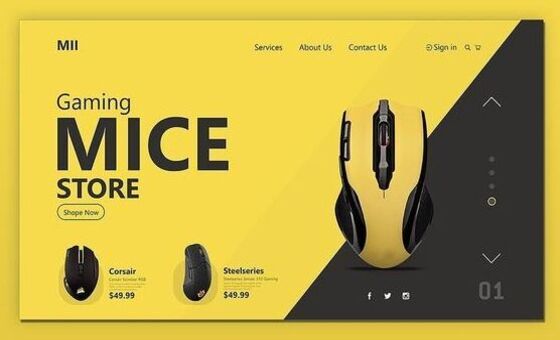 MII
Services
About Us
Contact Us
Sign in
Gaming
MICE
STORE
Shope Now
Corsair
Corsair Scimitar RGB
$49.99
Steelseries
Steelseries Sensei 310 Gaming
$49.99
01